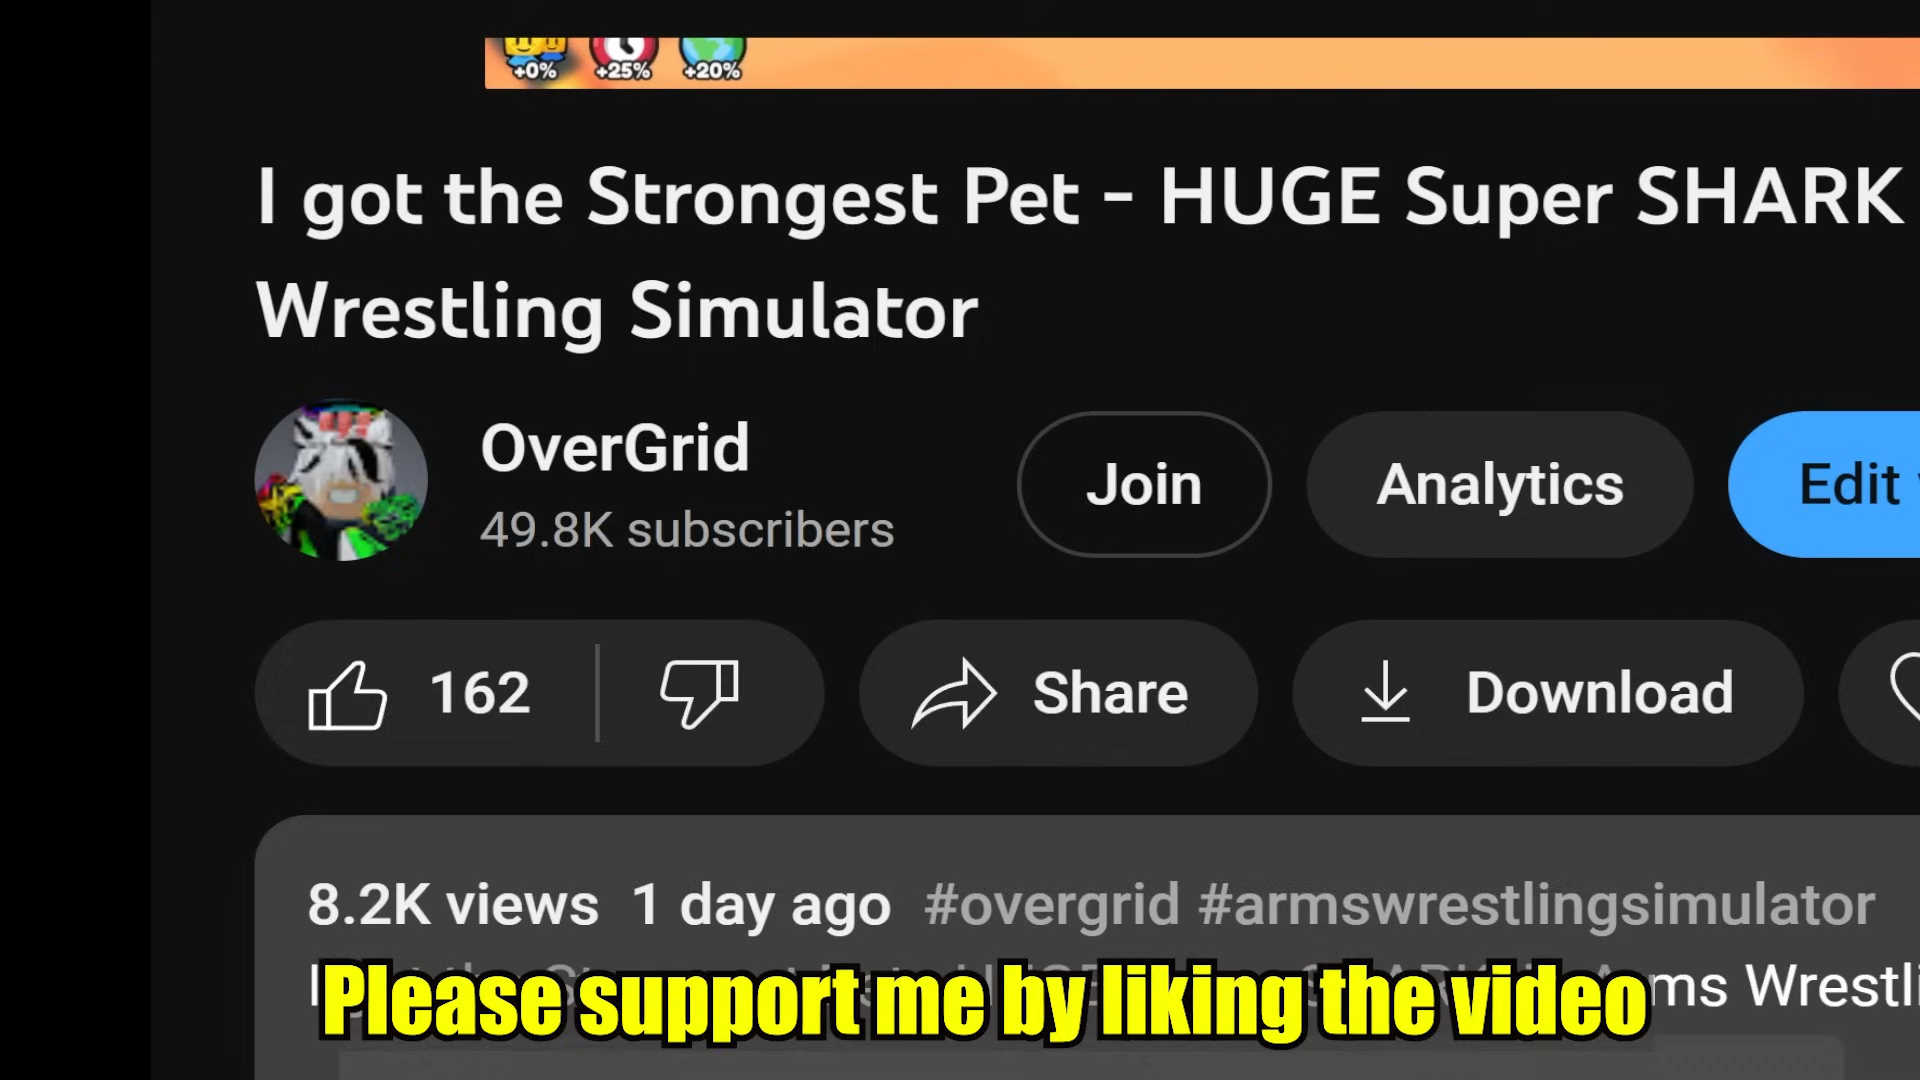 +0% +25% +20%
I got the Strongest Pet - HUGE Super SHARK
Wrestling Simulator
OverGrid
49.8K subscribers
Join
Analytics
Edit
162
Share
Download
8.2K views 1 day ago #overgrid #armswrestlingsimulator
ms Wrestli
Please support me by liking the video